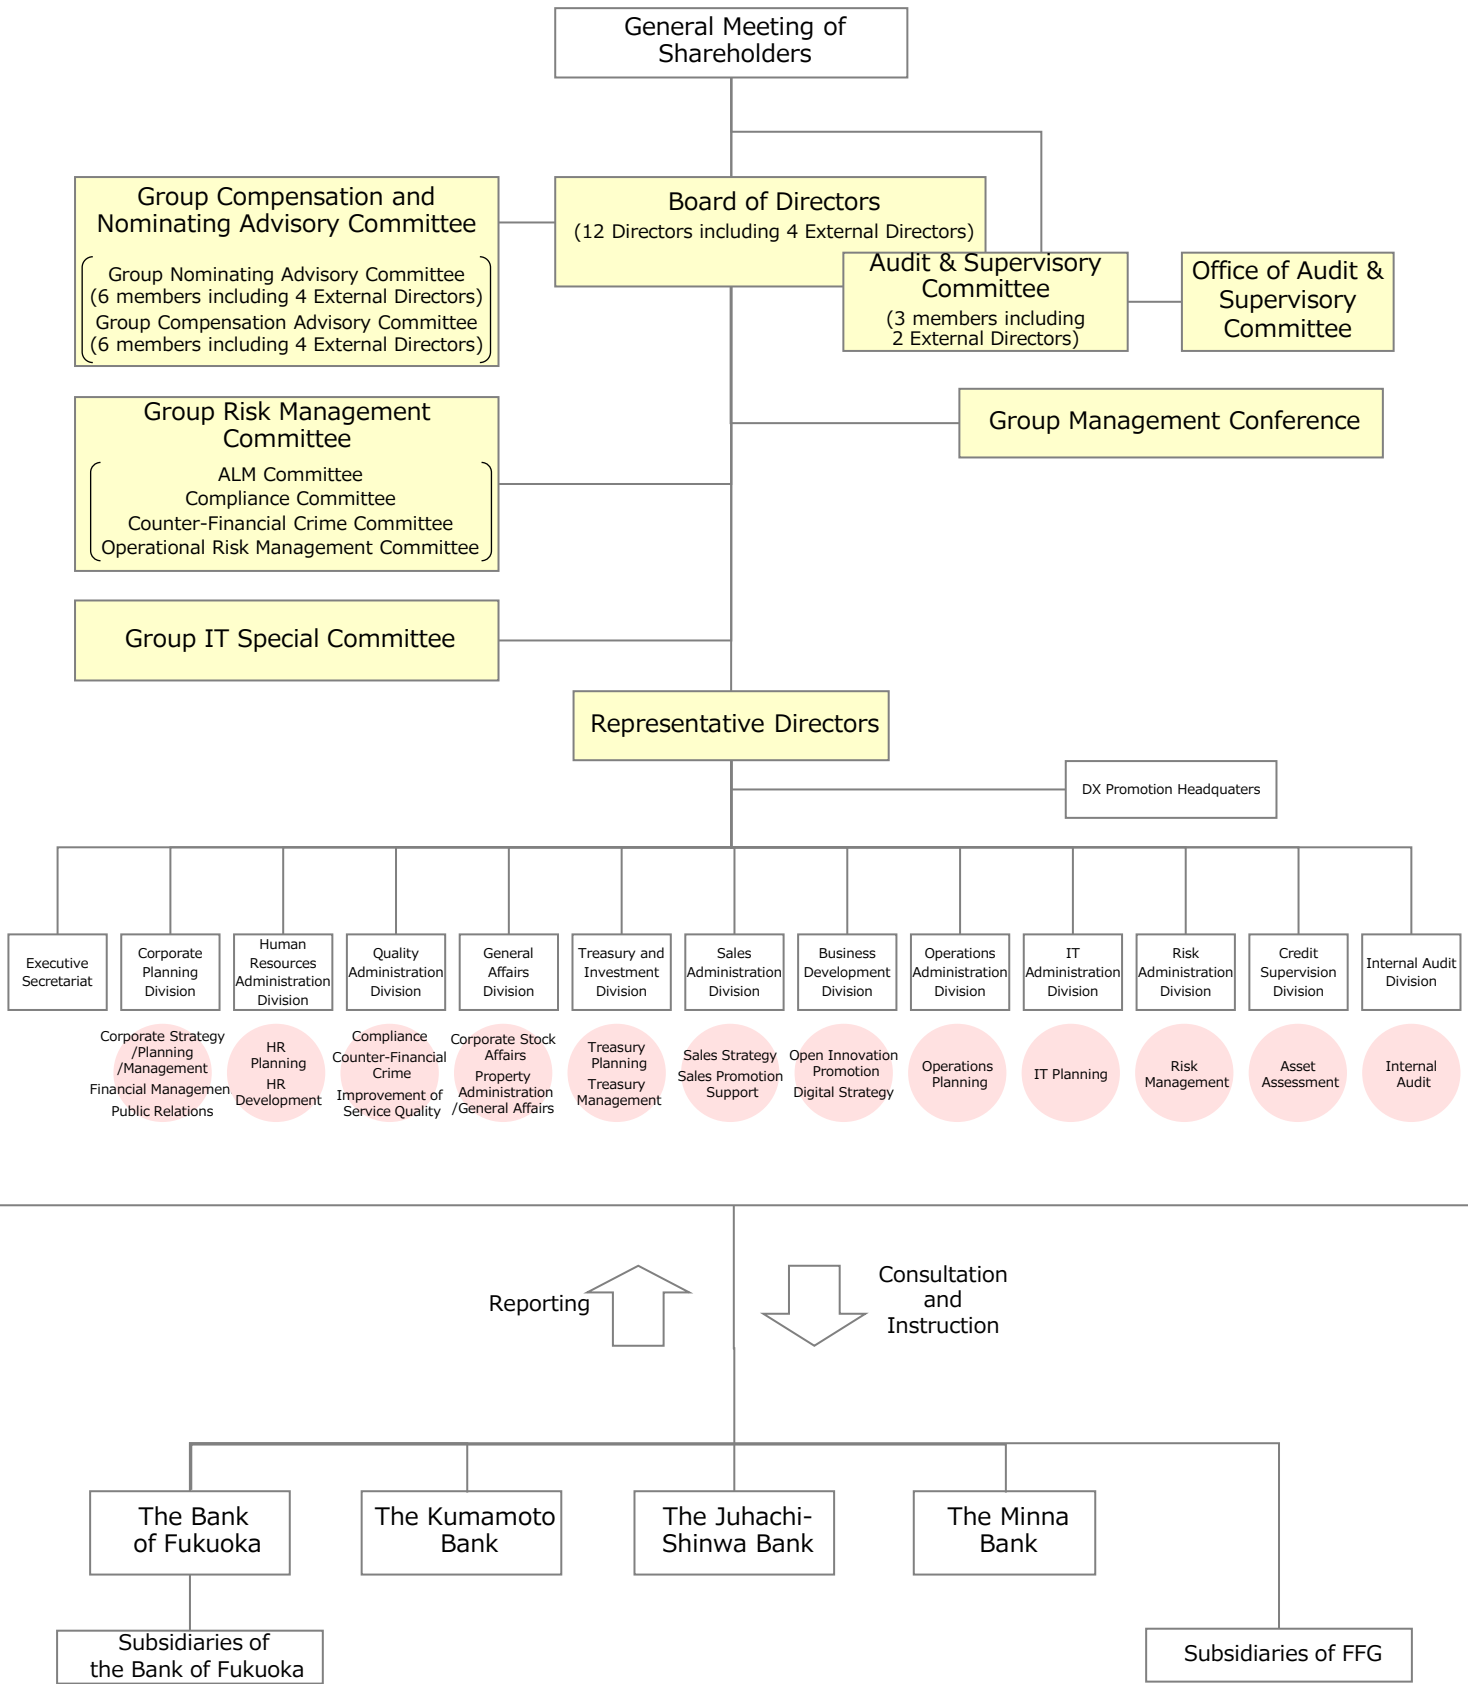 General Meeting of
Shareholders
Group Compensation and
Nominating Advisory Committee
Group Nominating Advisory Committee
(6 members including 4 External Directors)
Group Compensation Advisory Committee
(6 members including 4 External Directors)
Board of Directors
(12 Directors including 4 External Directors)
Audit & Supervisory
Committee
(3 members including
2 External Directors)
Office of Audit &
Supervisory
Committee
Group Risk Management
Committee
ALM Committee
Compliance Committee
Counter-Financial Crime Committee
Operational Risk Management Committee
Group Management Conference
Group IT Special Committee
Representative Directors
DX Promotion Headquaters
Executive
Secretariat
Corporate
Planning
Division
Human
Resources
Administration
Division
Quality
Administration
Division
General
Affairs
Division
Treasury and
Investment
Division
Sales
Administration
Division
Business
Development
Division
Operations
Administration
Division
IT
Administration
Division
Risk
Administration
Division
Credit
Supervision
Division
Internal Audit
Division
Corporate Strategy
/Planning
/Management
Financial Managemen
Public Relations
HR
Planning
HR
Development
Compliance
Counter-Financial
Crime
Improvement of
Service Quality
Corporate Stock
Affairs
Property
Administration
/General Affairs
Treasury
Planning
Treasury
Management
Sales Strategy
Sales Promotion
Support
Open Innovation
Promotion
Digital Strategy
Operations
Planning
IT Planning
Risk
Management
Asset
Assessment
Internal
Audit
Reporting
Consultation
and
Instruction
The Bank
of Fukuoka
The Kumamoto
Bank
The Juhachi-
Shinwa Bank
The Minna
Bank
Subsidiaries of
the Bank of Fukuoka
Subsidiaries of FFG